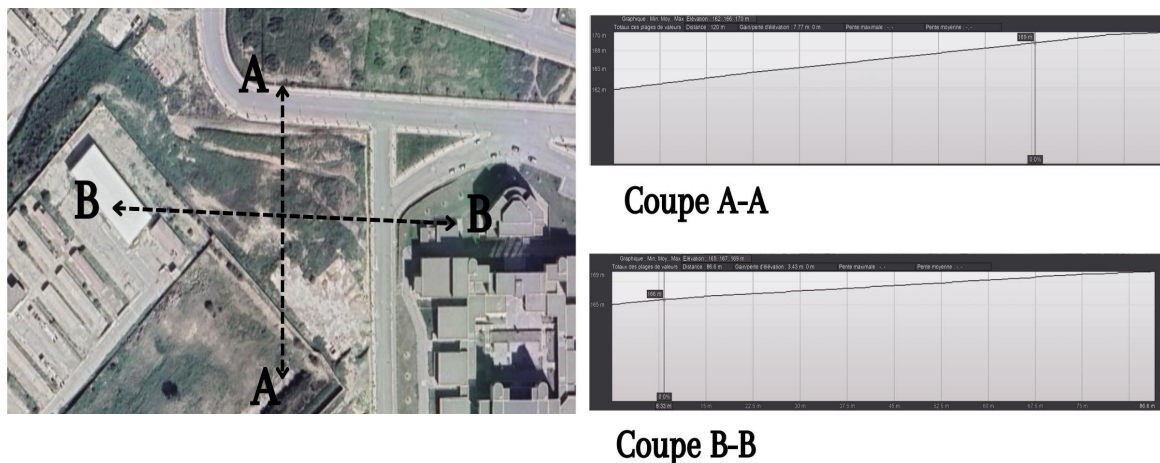 A
B
B
A
Graphique : Min, Moy., Max Elévation : 162, 166, 170 m
Totaux des plages de valeurs Distance : 120 m Gain/perte d'élévation : 7.77 m, 0 m Pente maximale : -, - Pente moyenne : -, -
170 m
168 m
165 m
162 m
169 m
0.0%
Coupe A-A
Graphique : Min, Moy., Max Elévation : 165, 167, 169 m
Totaux des plages de valeurs Distance : 86.6 m Gain/perte d'élévation : 3.43 m, 0 m Pente maximale : -, - Pente moyenne : -, -
169 m
165 m
166 m
0.0%
8.33 m 15 m 22.5 m 30 m 37.5 m 45 m 52.5 m 60 m 67.5 m 75 m 86.6 m
Coupe B-B